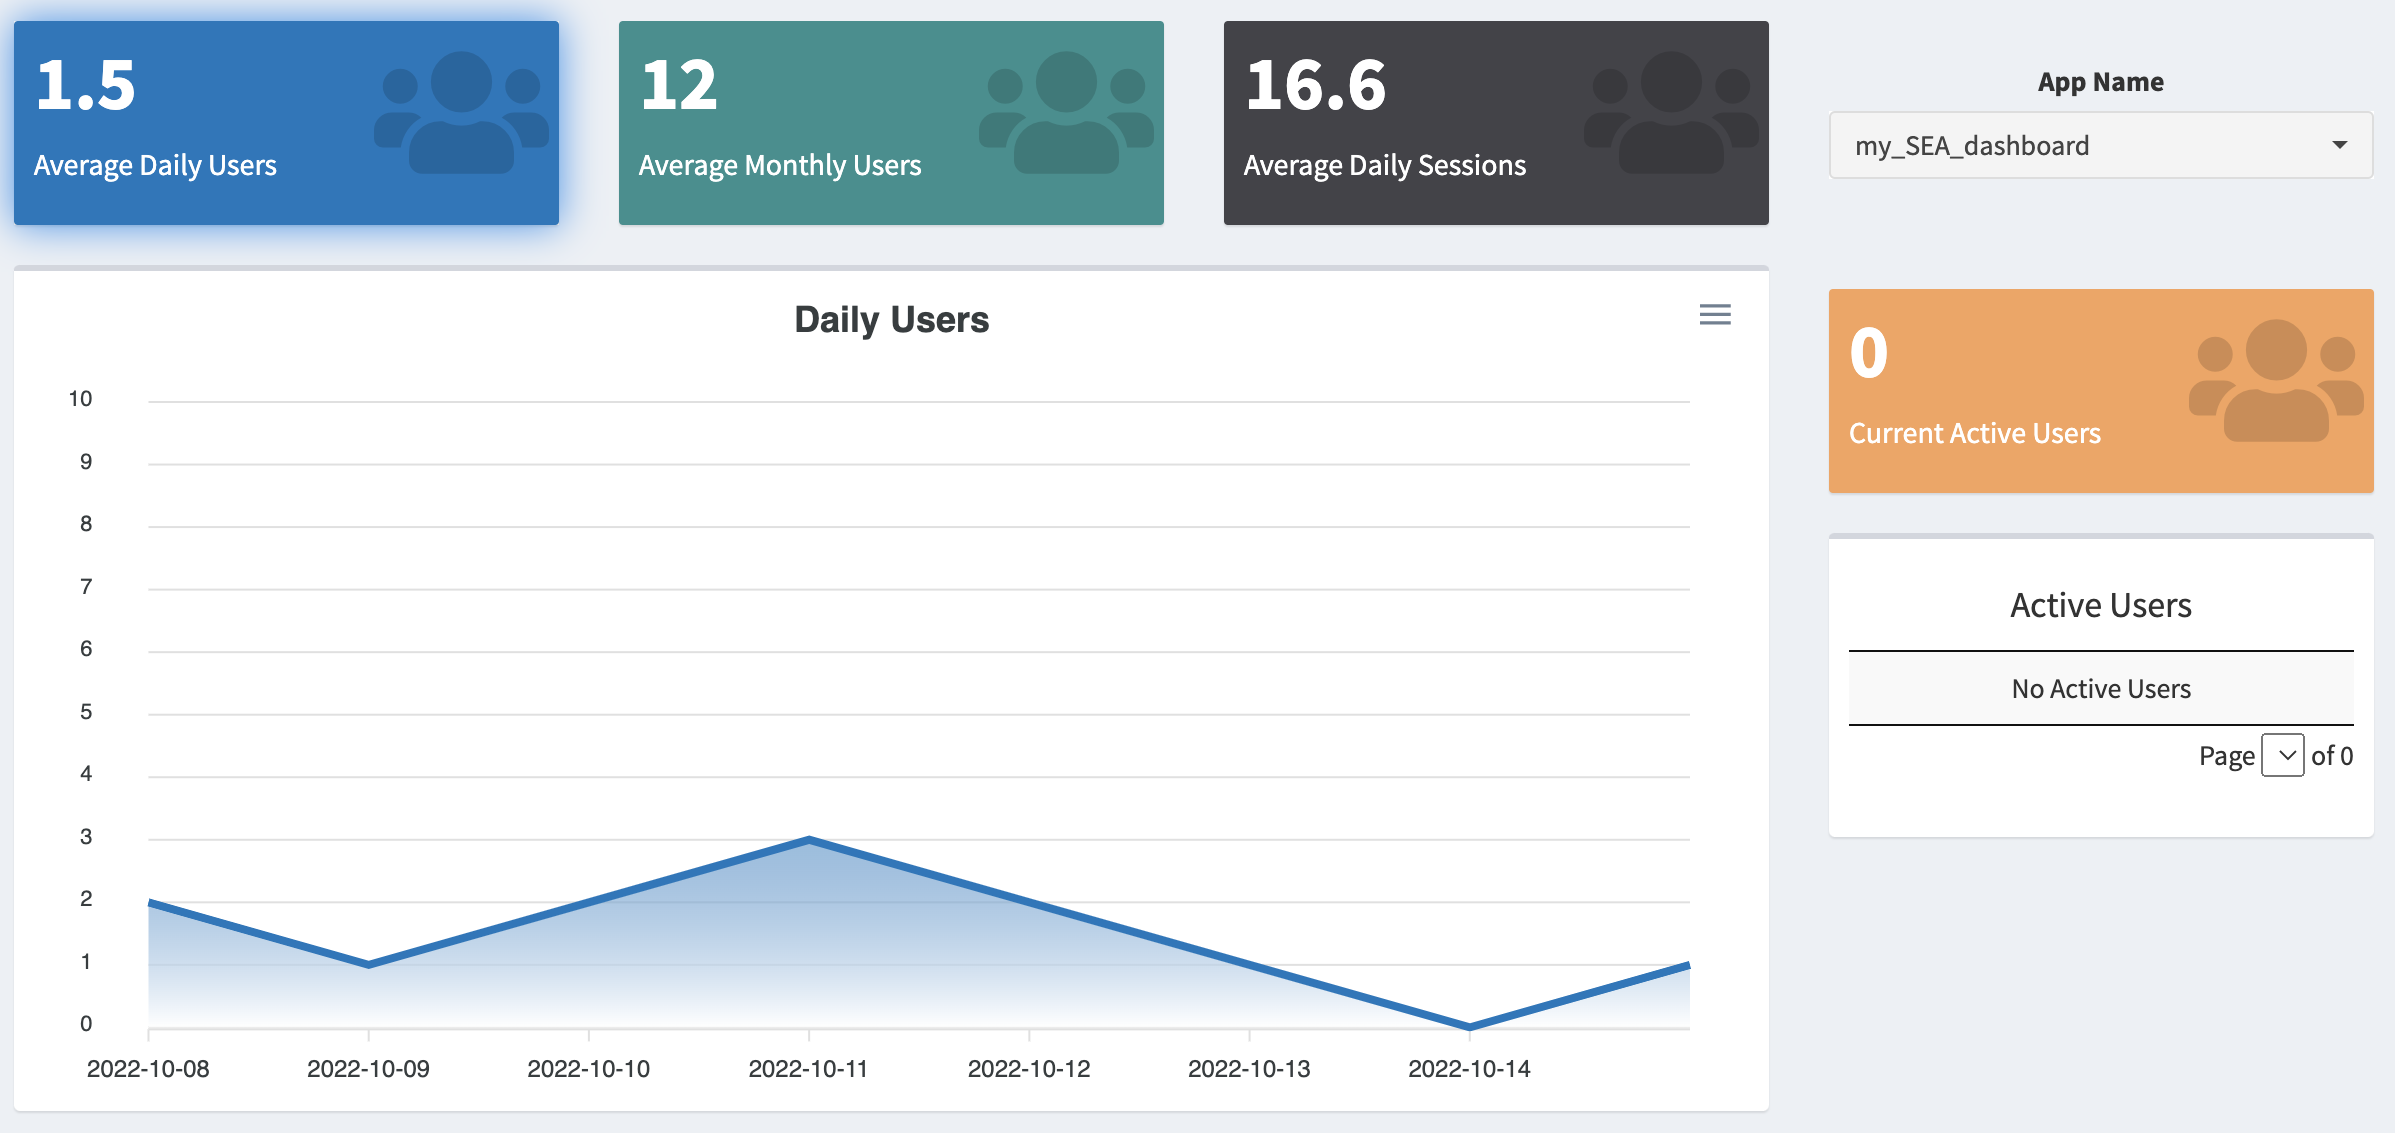 1.5
Average Daily Users
12
Average Monthly Users
16.6
Average Daily Sessions
App Name
my_SEA_dashboard
Daily Users
10
9
8
7
6
5
4
3
2
1
0
2022-10-08
2022-10-09
2022-10-10
2022-10-11
2022-10-12
2022-10-13
2022-10-14
0
Current Active Users
Active Users
No Active Users
Page of 0